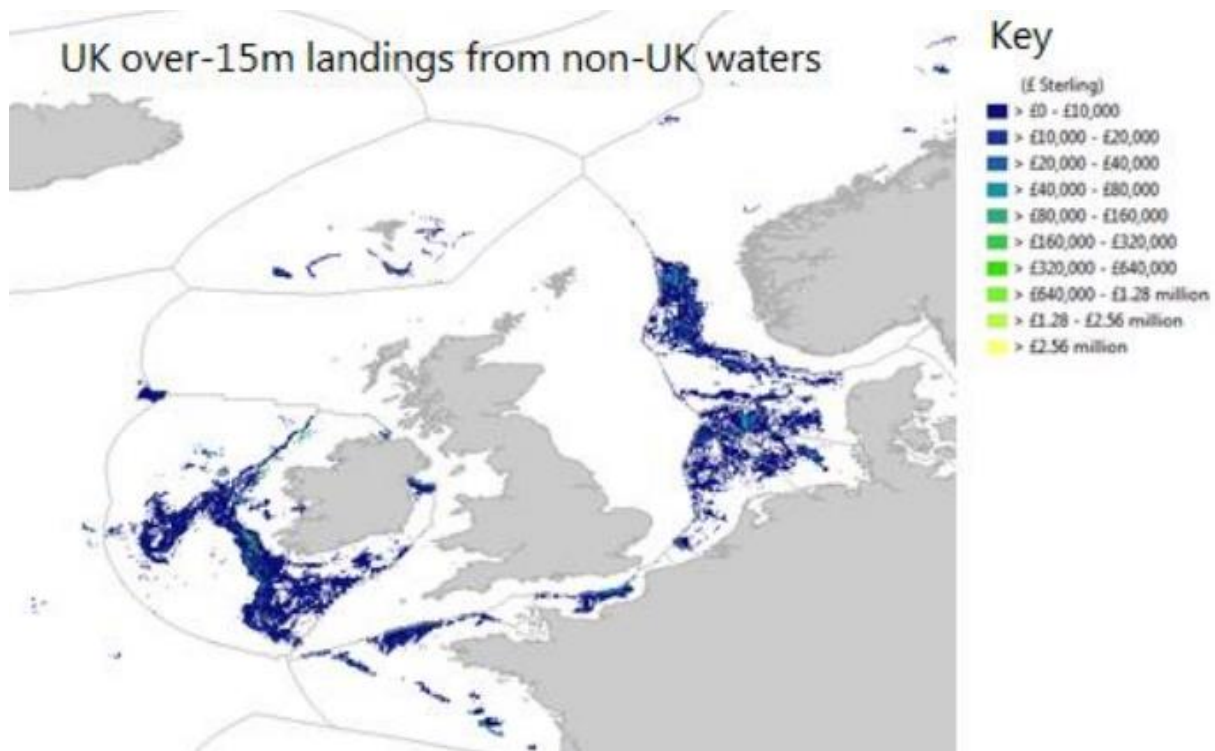 UK over-15m landings from non-UK waters
Key
(£ Sterling)
> £0 - £10,000
> £10,000 - £20,000
> £20,000 - £40,000
> £40,000 - £80,000
> £80,000 - £160,000
> £160,000 - £320,000
> £320,000 - £640,000
> £640,000 - £1.28 million
> £1.28 - £2.56 million
> £2.56 million